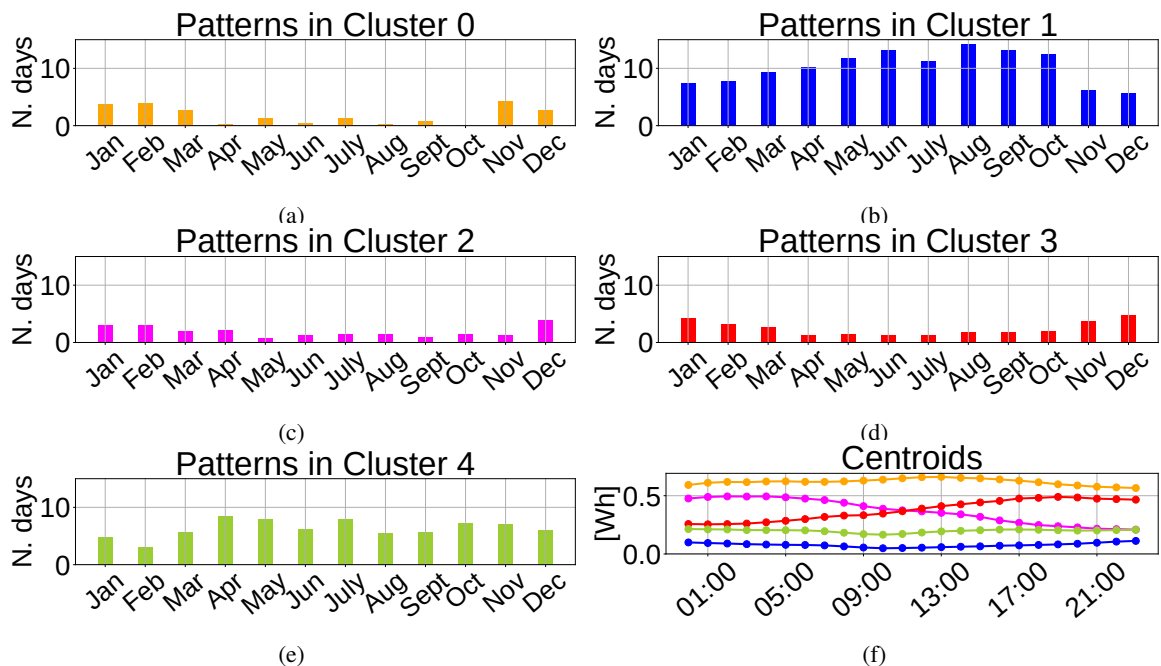 Patterns in Cluster 0
N. days
10
0
Jan Feb Mar Apr May Jun July Aug Sept Oct Nov Dec
(a)
Patterns in Cluster 1
N. days
10
0
Jan Feb Mar Apr May Jun July Aug Sept Oct Nov Dec
(b)
Patterns in Cluster 2
N. days
10
0
Jan Feb Mar Apr May Jun July Aug Sept Oct Nov Dec
(c)
Patterns in Cluster 3
N. days
10
0
Jan Feb Mar Apr May Jun July Aug Sept Oct Nov Dec
(d)
Patterns in Cluster 4
N. days
10
0
Jan Feb Mar Apr May Jun July Aug Sept Oct Nov Dec
(e)
Centroids
[Wh]
0.5
0.0
01:00 05:00 09:00 13:00 17:00 21:00
(f)